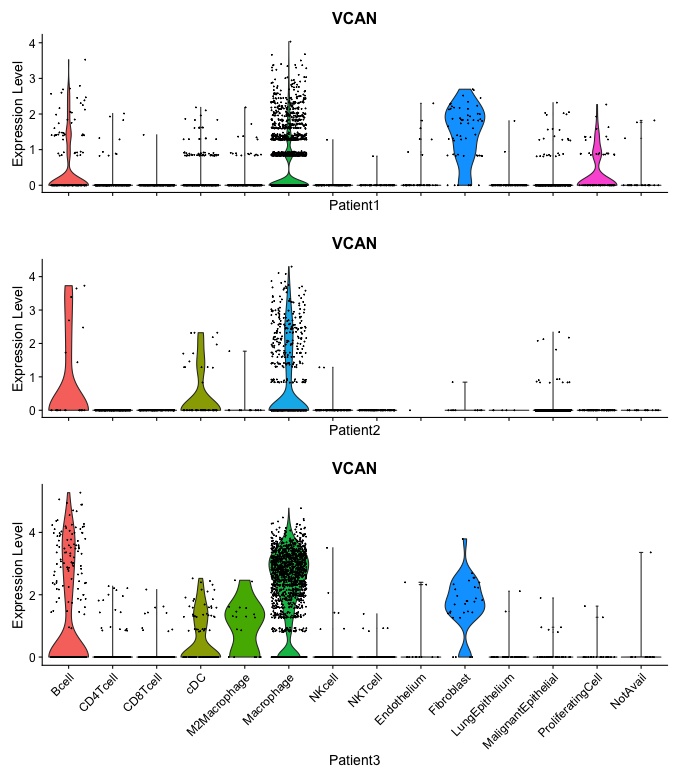 VCAN
Expression Level
4
3
2
1
0
Patient1
VCAN
Expression Level
4
3
2
1
0
Patient2
VCAN
Expression Level
4
2
0
Bcell
CD4Tcell
CD8Tcell
cDC
M2Macrophage
Macrophage
NKcell
NKTcell
Endothelium
Fibroblast
LungEpithelium
MalignantEpithelial
ProliferatingCell
NotAvail
Patient3